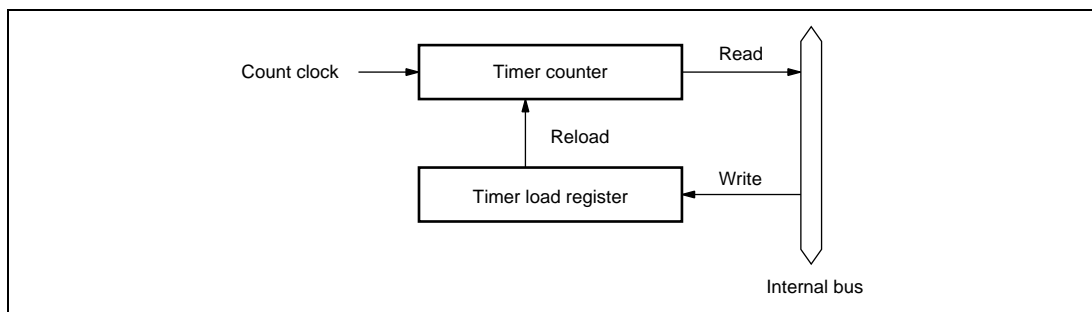 Read
Count clock
Timer counter
Reload
Write
Timer load register
Internal bus